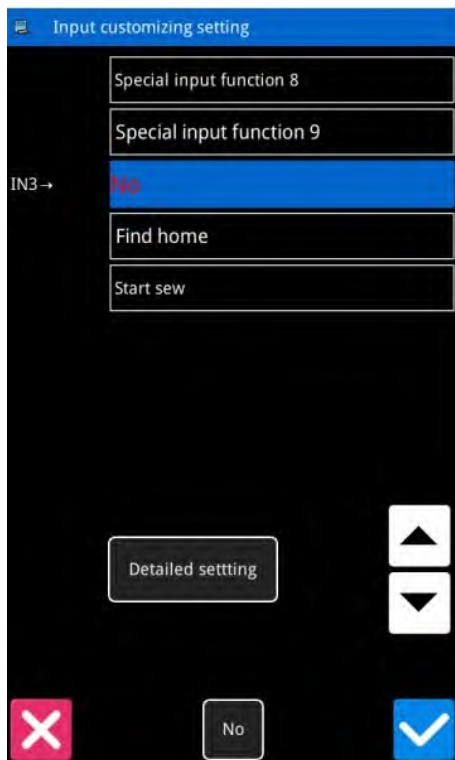 Input customizing setting
Special input function 8
Special input function 9
IN3→ No
Find home
Start sew
Detailed settting
No